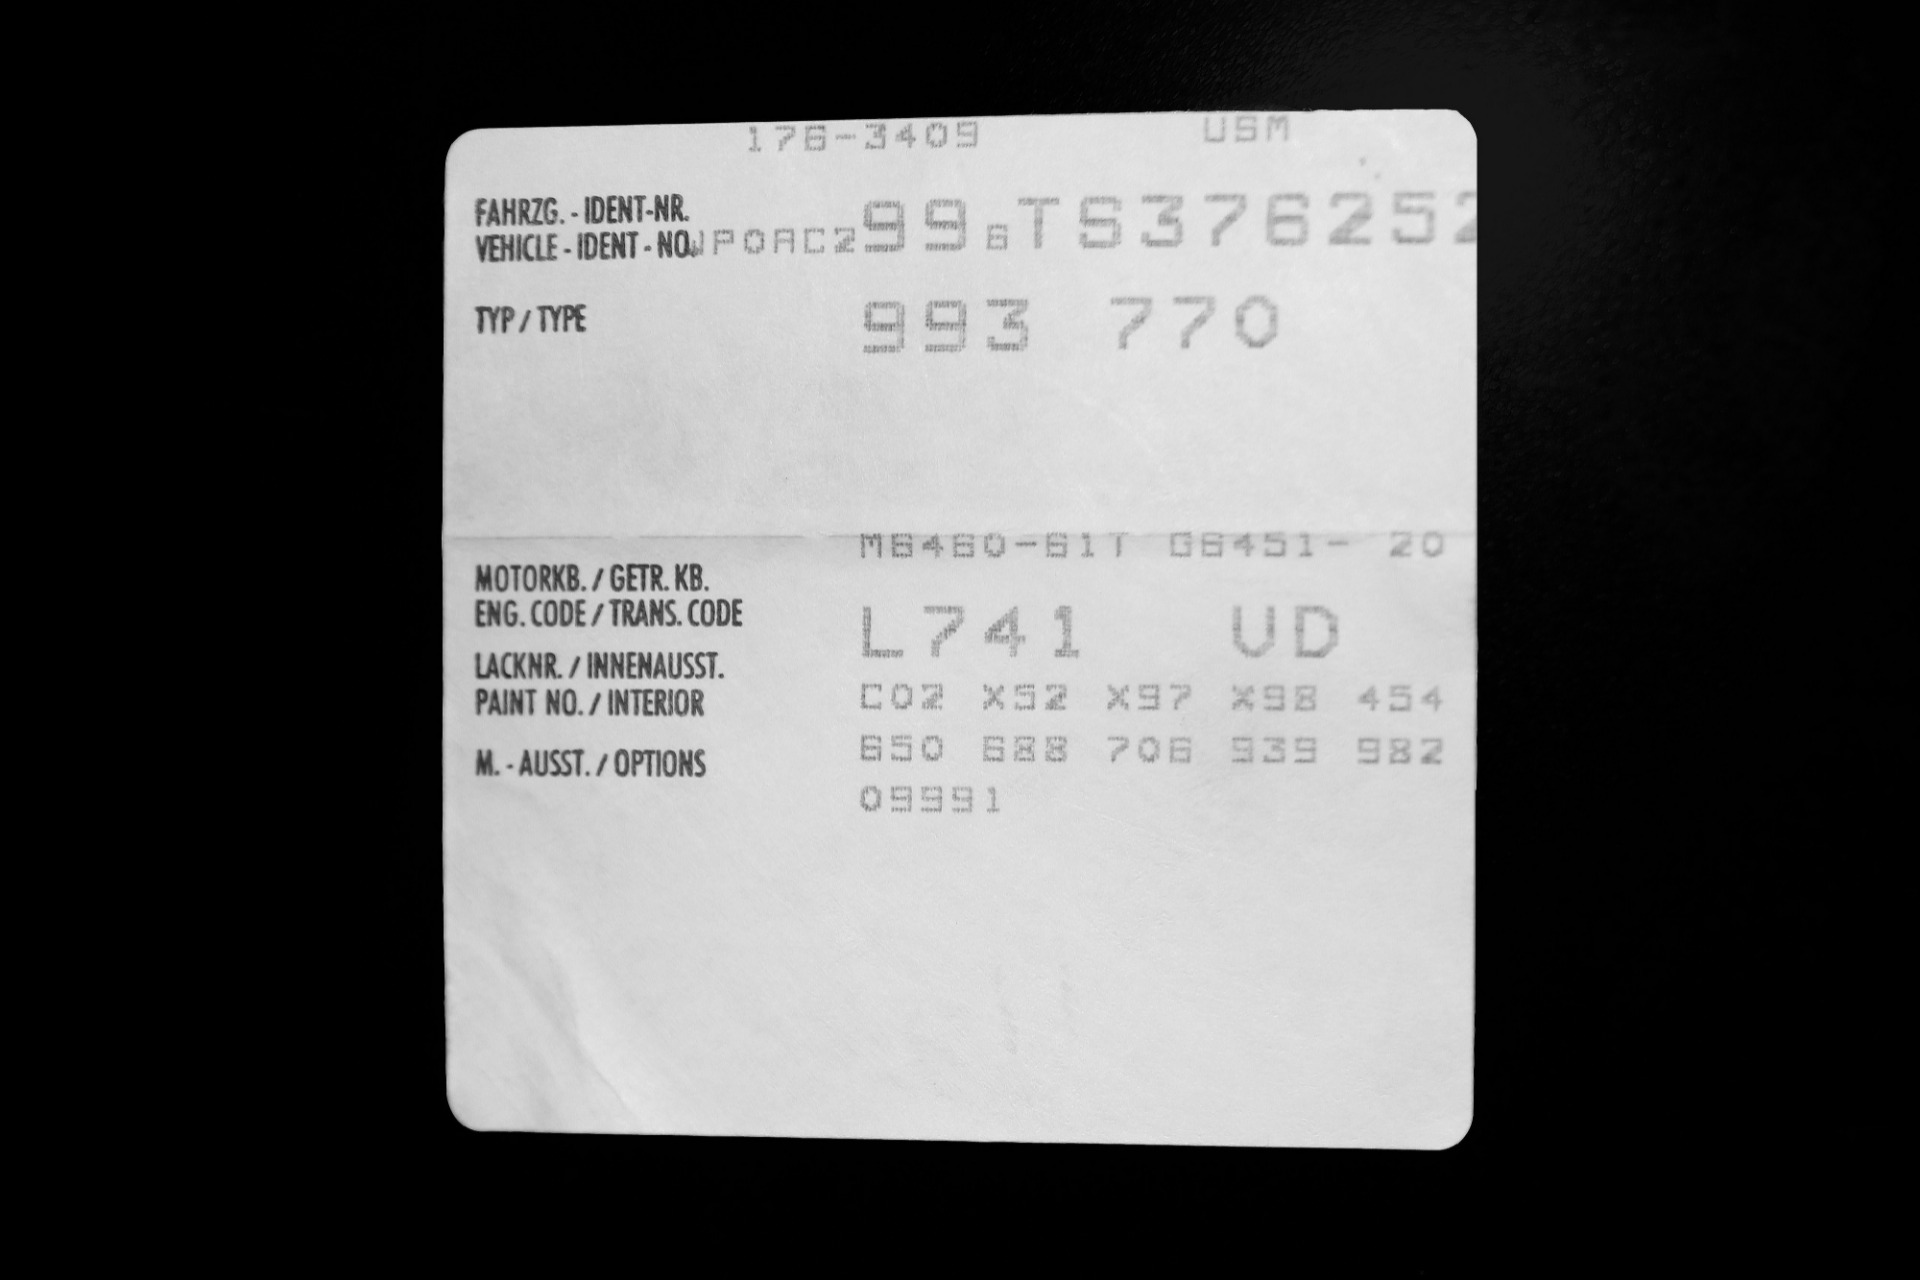 176-3409 USM
FAHRZG. - IDENT-NR.
VEHICLE - IDENT - NO. WP0AC2996TS376252
TYP / TYPE 993 770
M6460-61T G6451- 20
MOTORKB. / GETR. KB.
ENG. CODE / TRANS. CODE
L741 UD
LACKNR. / INNENAUSST.
PAINT NO. / INTERIOR
C02 X52 X97 X98 454
650 688 706 939 982
M. - AUSST. / OPTIONS
09991